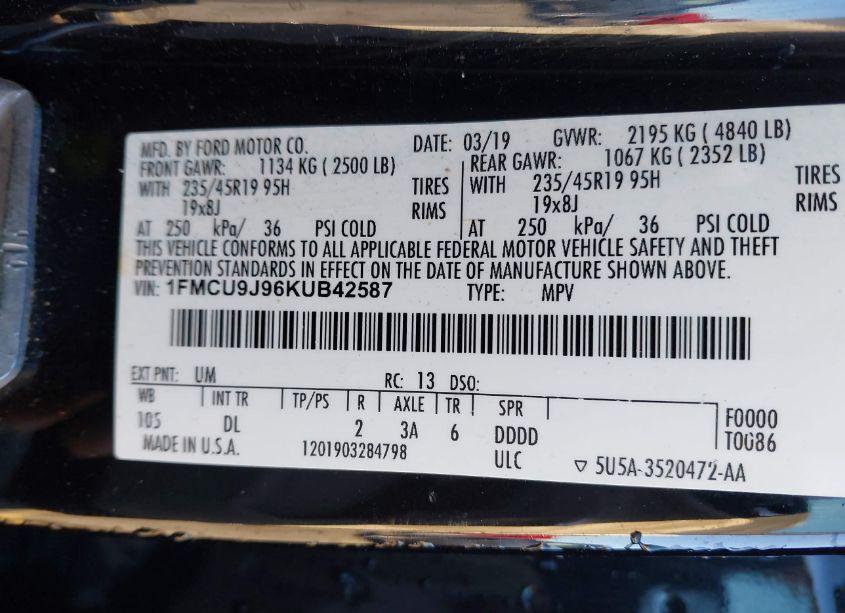 MFD. BY FORD MOTOR CO. DATE: 03/19 GVWR: 2195 KG ( 4840 LB)
FRONT GAWR: 1134 KG ( 2500 LB) REAR GAWR: 1067 KG ( 2352 LB)
WITH 235/45R19 95H TIRES WITH 235/45R19 95H TIRES
19x8J RIMS 19x8J RIMS
AT 250 kPa/ 36 PSI COLD AT 250 kPa/ 36 PSI COLD
THIS VEHICLE CONFORMS TO ALL APPLICABLE FEDERAL MOTOR VEHICLE SAFETY AND THEFT
PREVENTION STANDARDS IN EFFECT ON THE DATE OF MANUFACTURE SHOWN ABOVE.
VIN: 1FMCU9J96KUB42587 TYPE: MPV
EXT PNT: UM RC: 13 DSO:
WB INT TR TP/PS R AXLE TR SPR F0000
105 DL 2 3A 6 DDDD T0086
MADE IN U.S.A. 1201903284798 ULC ▽ 5U5A-3520472-AA